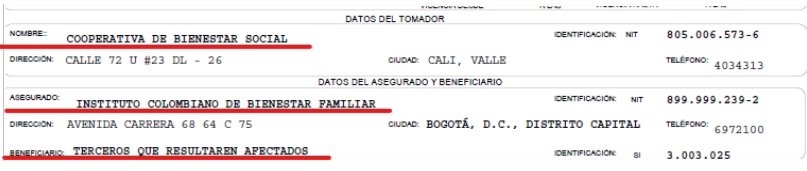 DATOS DEL TOMADOR
NOMBRE:: COOPERATIVA DE BIENESTAR SOCIAL IDENTIFICACIÓN: NIT 805.006.573-6
DIRECCIÓN: CALLE 72 U #23 DL - 26 CIUDAD: CALI, VALLE TELÉFONO: 4034313
DATOS DEL ASEGURADO Y BENEFICIARIO
ASEGURADO: INSTITUTO COLOMBIANO DE BIENESTAR FAMILIAR IDENTIFICACIÓN: NIT 899.999.239-2
DIRECCIÓN: AVENIDA CARRERA 68 64 C 75 CIUDAD: BOGOTÁ, D.C., DISTRITO CAPITAL TELÉFONO: 6972100
BENEFICIARIO: TERCEROS QUE RESULTAREN AFECTADOS IDENTIFICACIÓN: SI 3.003.025